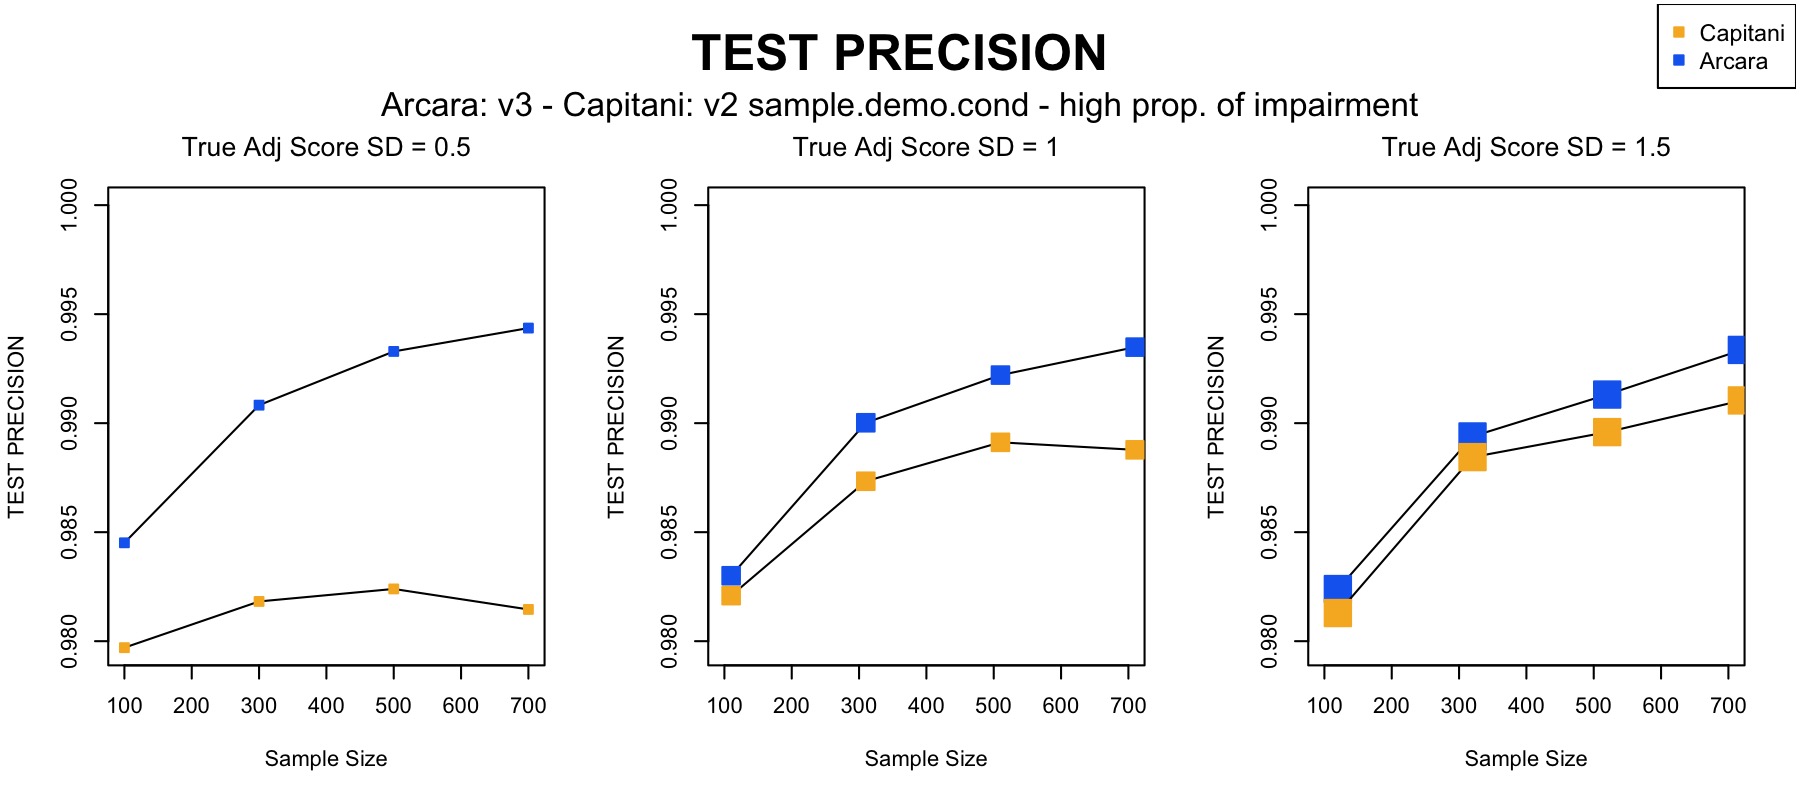 TEST PRECISION
Arcara: v3 - Capitani: v2 sample.demo.cond - high prop. of impairment
Capitani
Arcara
True Adj Score SD = 0.5
TEST PRECISION
1.000
0.995
0.990
0.985
0.980
100 200 300 400 500 600 700
Sample Size
True Adj Score SD = 1
TEST PRECISION
1.000
0.995
0.990
0.985
0.980
100 200 300 400 500 600 700
Sample Size
True Adj Score SD = 1.5
TEST PRECISION
1.000
0.995
0.990
0.985
0.980
100 200 300 400 500 600 700
Sample Size